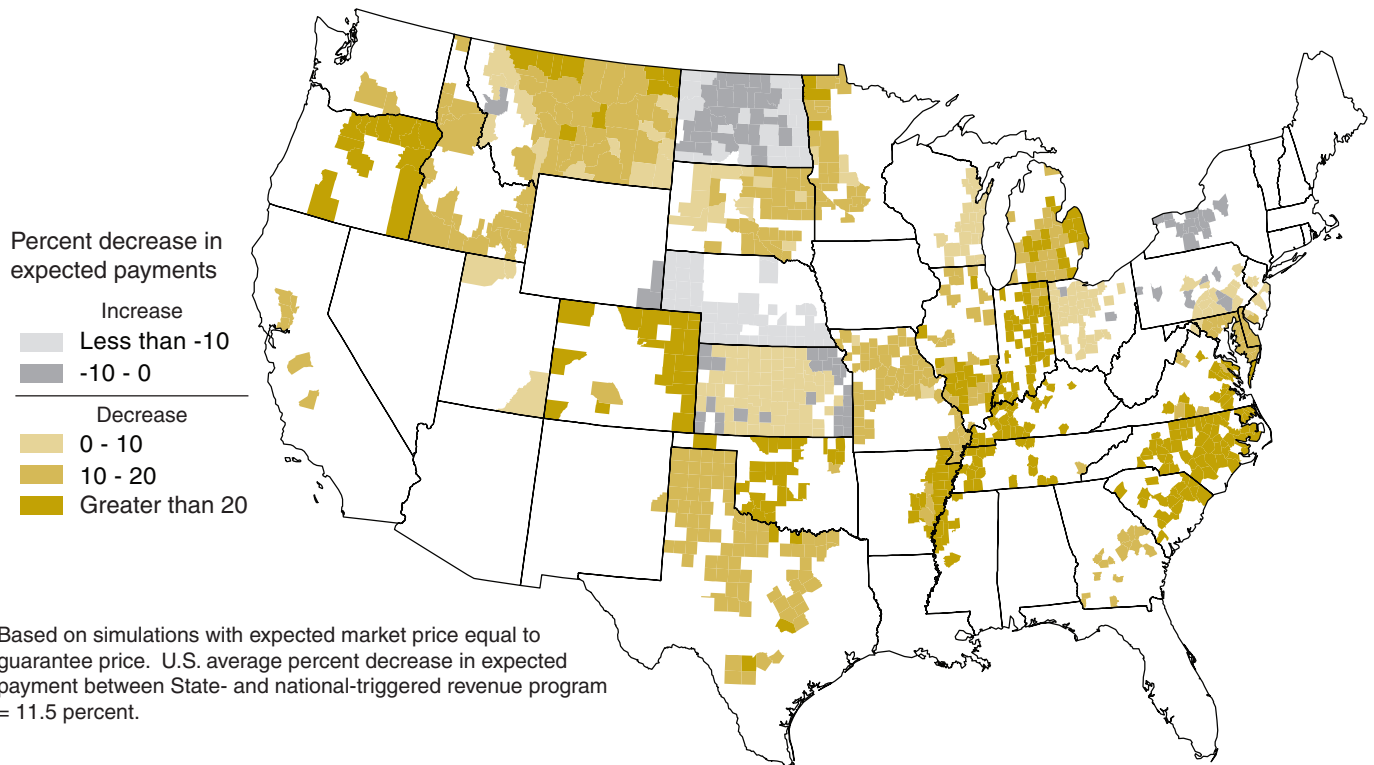 Percent decrease in
expected payments
Increase
Less than -10
-10 - 0
Decrease
0 - 10
10 - 20
Greater than 20
Based on simulations with expected market price equal to
guarantee price. U.S. average percent decrease in expected
payment between State- and national-triggered revenue program
= 11.5 percent.